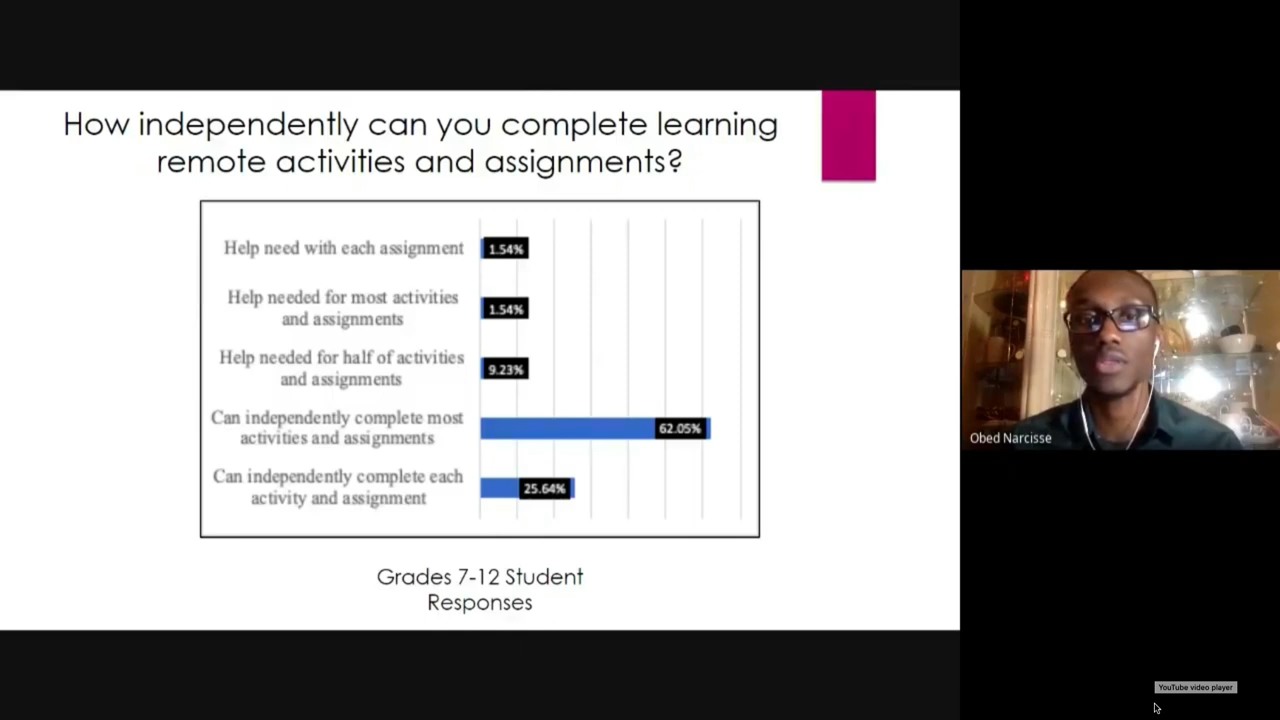 How independently can you complete learning
remote activities and assignments?
Help need with each assignment
1.54%
Help needed for most activities
and assignments
1.54%
Help needed for half of activities
and assignments
9.23%
Can independently complete most
activities and assignments
62.05%
Can independently complete each
activity and assignment
25.64%
Grades 7-12 Student
Responses
Obed Narcisse
YouTube video player